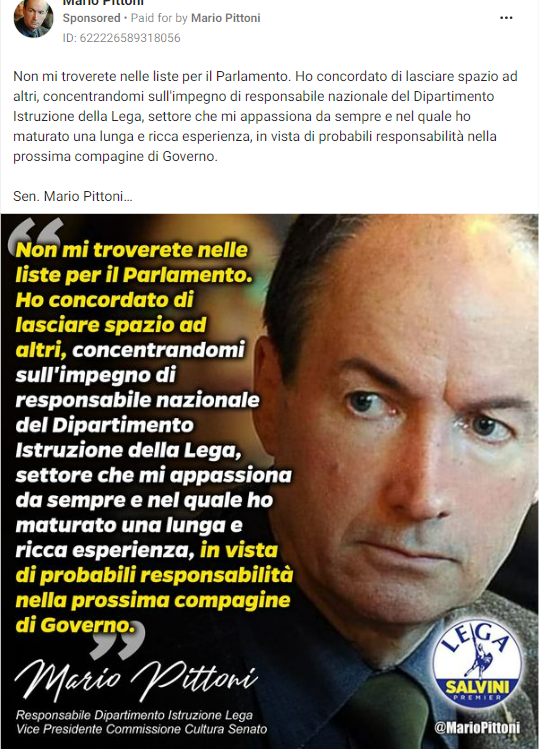 Mario Pittoni
Sponsored • Paid for by Mario Pittoni
ID: 622226589318056
Non mi troverete nelle liste per il Parlamento. Ho concordato di lasciare spazio ad
altri, concentrandomi sull'impegno di responsabile nazionale del Dipartimento
Istruzione della Lega, settore che mi appassiona da sempre e nel quale ho
maturato una lunga e ricca esperienza, in vista di probabili responsabilità nella
prossima compagine di Governo.
Sen. Mario Pittoni...
“
Non mi troverete nelle
liste per il Parlamento.
Ho concordato di
lasciare spazio ad
altri, concentrandomi
sull'impegno di
responsabile nazionale
del Dipartimento
Istruzione della Lega,
settore che mi appassiona
da sempre e nel quale ho
maturato una lunga e
ricca esperienza, in vista
di probabili responsabilità
nella prossima compagine
di Governo.
”
Mario Pittoni
Responsabile Dipartimento Istruzione Lega
Vice Presidente Commissione Cultura Senato
LEGA
SALVINI
PREMIER
@MarioPittoni